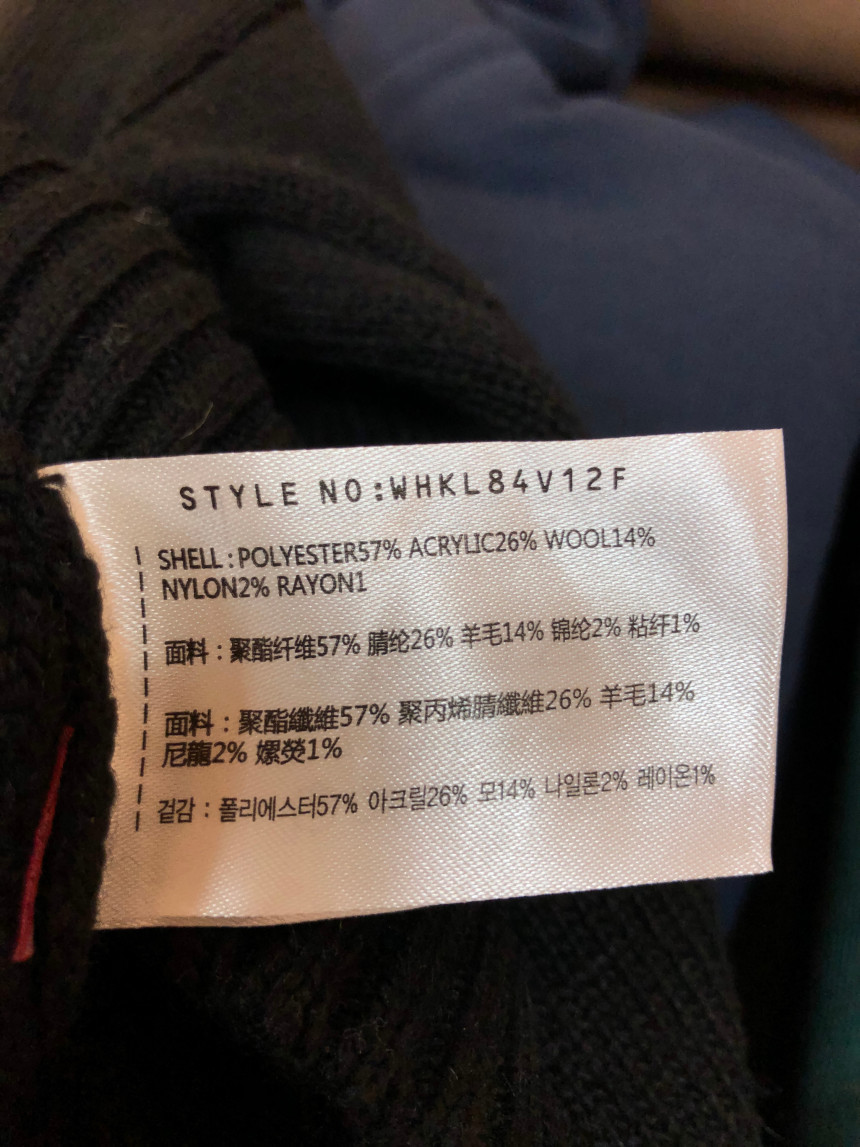 STYLE NO:WHKL84V12F
SHELL:POLYESTER57% ACRYLIC26% WOOL14%
NYLON2% RAYON1
面料:聚酯纤维57% 腈纶26% 羊毛14% 锦纶2% 粘纤1%
面料:聚酯纖維57% 聚丙烯腈纖維26% 羊毛14%
尼龍2% 嫘熒1%
겉감:폴리에스터57% 아크릴26% 모14% 나일론2% 레이온1%